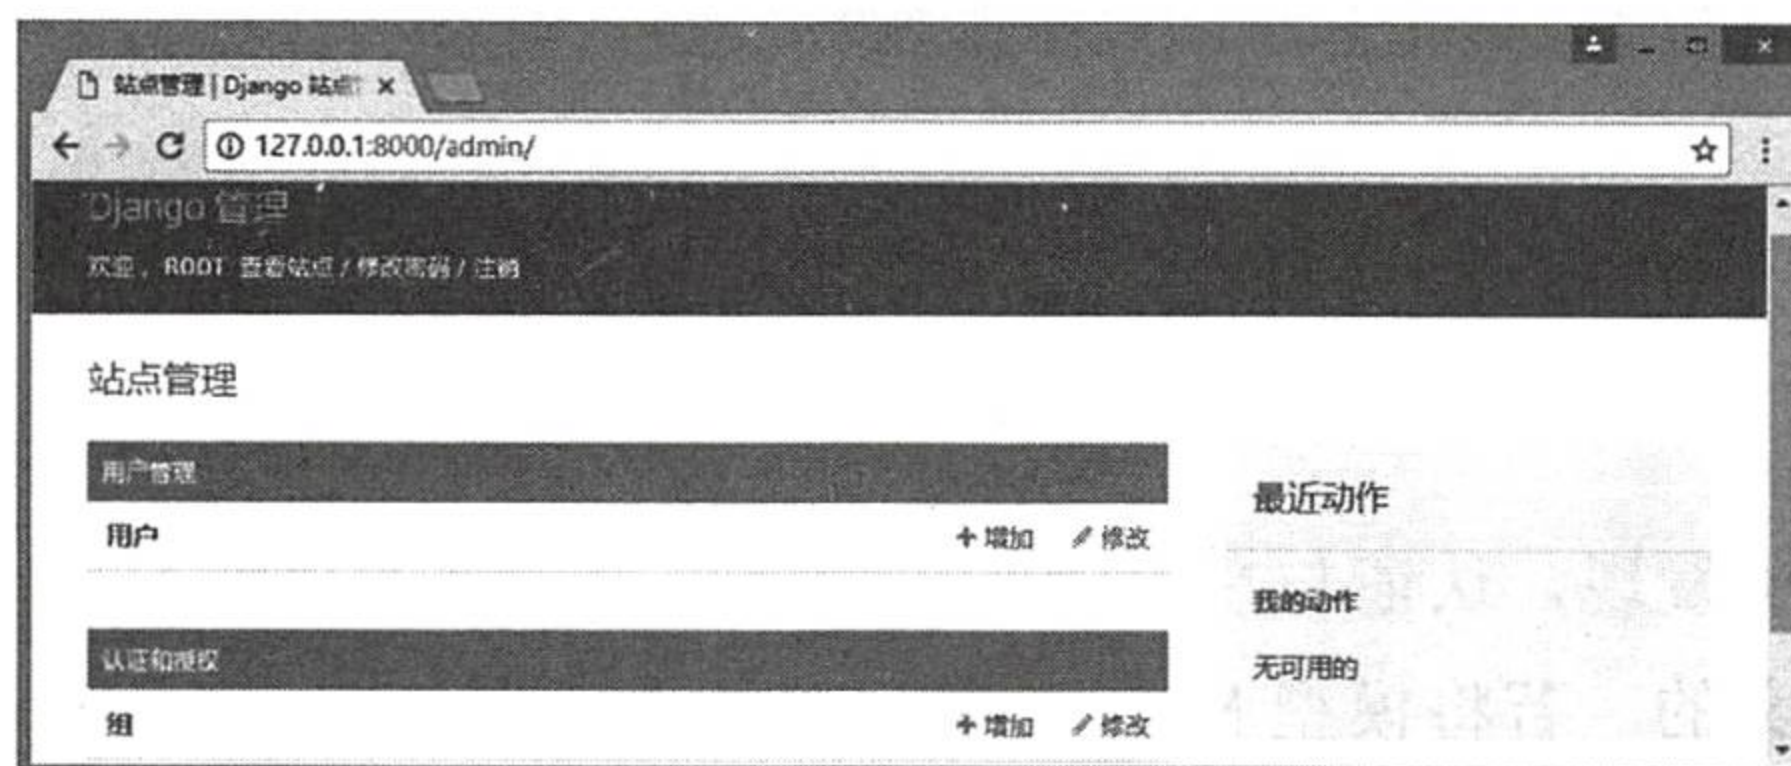 站点管理 | Django 站点
127.0.0.1:8000/admin/
Django 管理
欢迎，ROOT 查看站点 / 修改密码 / 注销
站点管理
用户管理
用户 增加 修改
认证和授权
组 增加 修改
最近动作
我的动作
无可用的